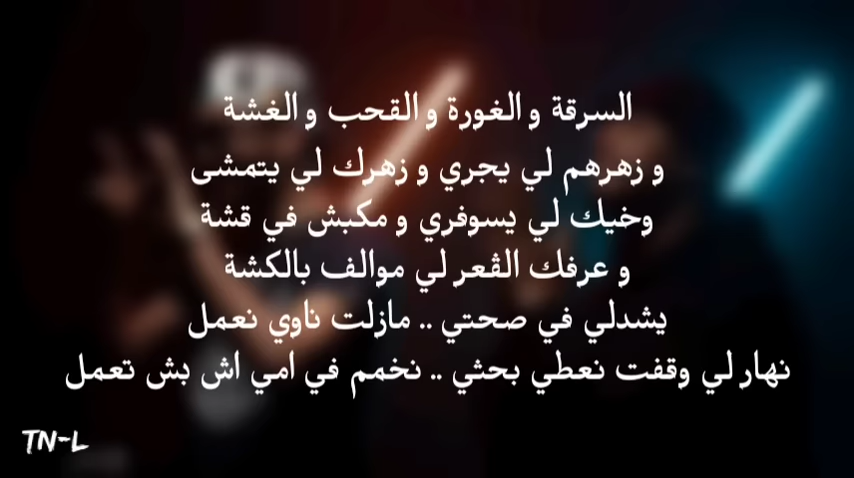 السرقة و الغورة و القحب و الغشة
و زهرهم لي يجري و زهرك لي يتمشى
وخيك لي يسوفري و مكبش في قشة
و عرفك الڨعر لي موالف بالكشة
يشدلي في صحتي .. مازلت ناوي نعمل
نهار لي وقفت نعطي بحثي .. نخمم في امي اش بش تعمل
TN-L